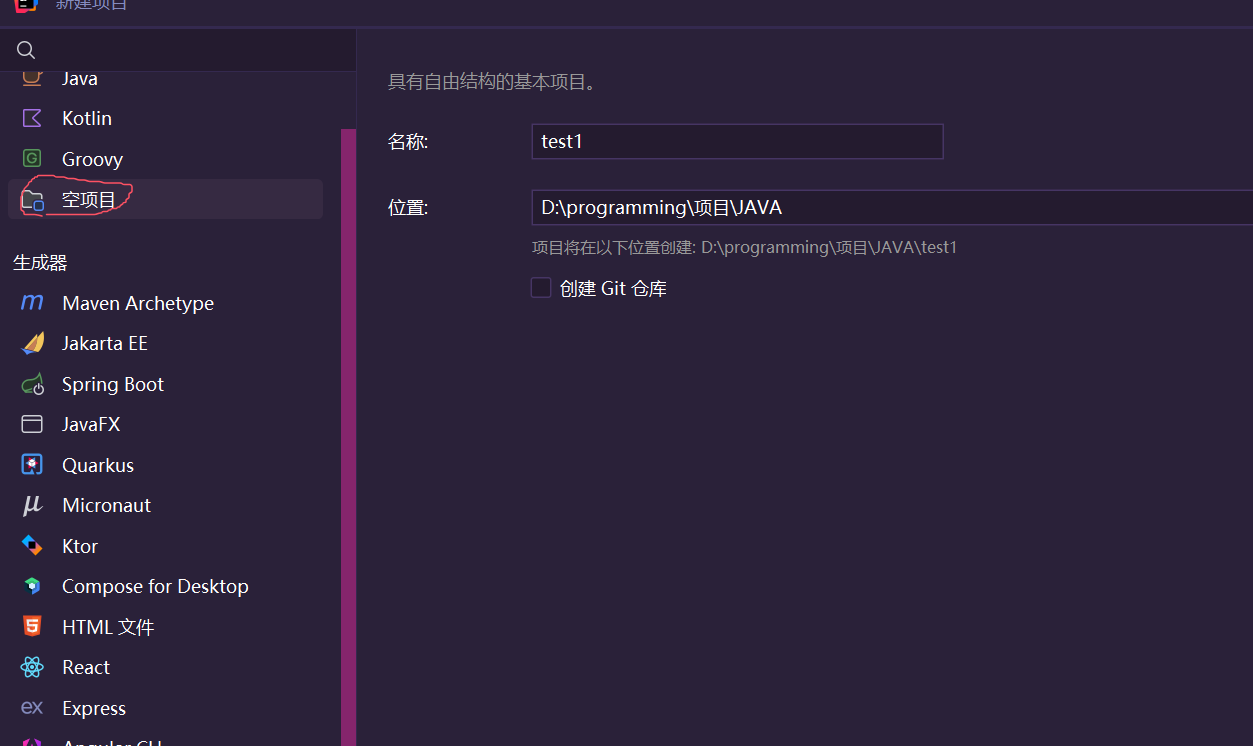 新建项目
Java
Kotlin
Groovy
空项目
生成器
Maven Archetype
Jakarta EE
Spring Boot
JavaFX
Quarkus
Micronaut
Ktor
Compose for Desktop
HTML 文件
React
ex Express
Angular CLI
具有自由结构的基本项目。
名称: test1
位置: D:\programming\项目\JAVA
项目将在以下位置创建: D:\programming\项目\JAVA\test1
创建 Git 仓库